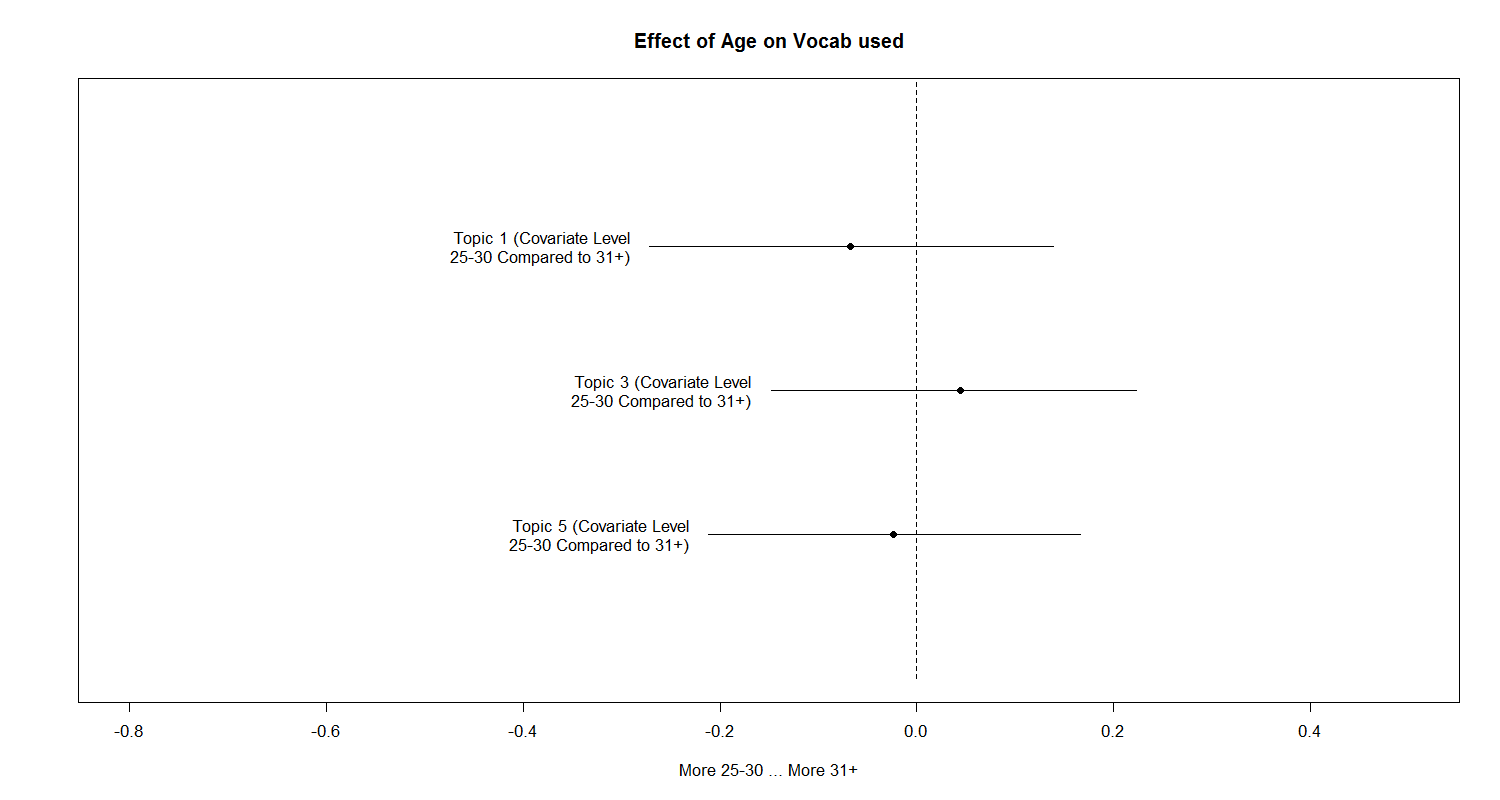 Effect of Age on Vocab used
Topic 1 (Covariate Level
25-30 Compared to 31+)
Topic 3 (Covariate Level
25-30 Compared to 31+)
Topic 5 (Covariate Level
25-30 Compared to 31+)
-0.8 -0.6 -0.4 -0.2 0.0 0.2 0.4
More 25-30 ... More 31+